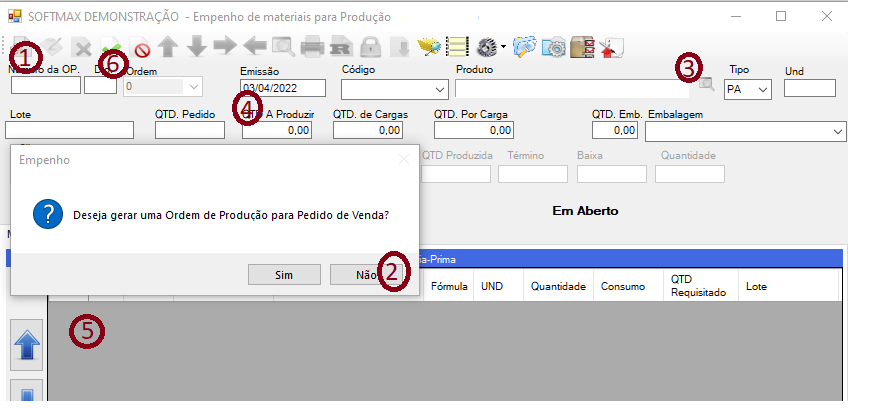 SOFTMAX DEMONSTRAÇÃO - Empenho de materiais para Produção
1
6
3
Número da OP.
Ordem
Emissão
Código
Produto
Tipo
Und
0
03/04/2022
PA
4
Lote
QTD. Pedido
QTD A Produzir
QTD. de Cargas
QTD. Por Carga
QTD. Emb.
Embalagem
0,00
0,00
0,00
0,00
Empenho
QTD Produzida
Término
Baixa
Quantidade
Deseja gerar uma Ordem de Produção para Pedido de Venda?
Em Aberto
Sim
Não
2
ia-Prima
Fórmula
UND
Quantidade
Consumo
QTD
Requisitado
Lote
5